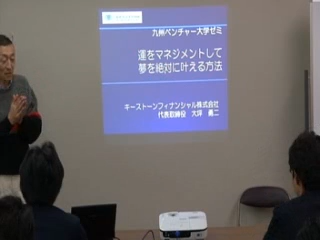 九州ベンチャー大学ゼミ
運をマネジメントして
夢を絶対に叶える方法
キーストーンフィナンシャル株式会社
代表取締役 大坪 勇二